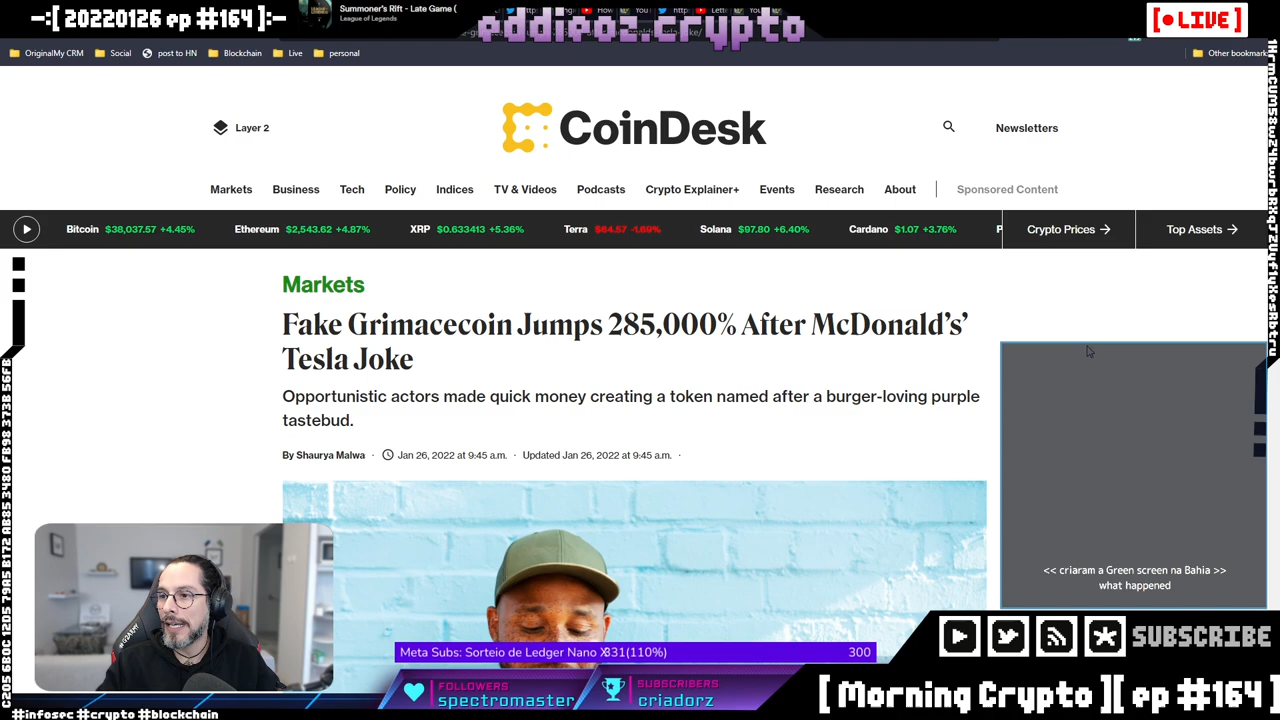 [ 20220126 ep #164 ]
Summoner's Rift - Late Game (
League of Legends
eddieoz.crypto
[ LIVE ]
OriginalMy CRM
Social
post to HN
Blockchain
Live
personal
Other bookmark
Layer 2
CoinDesk
Newsletters
Markets Business Tech Policy Indices TV & Videos Podcasts Crypto Explainer+ Events Research About Sponsored Content
Bitcoin $38,037.57 +4.45% Ethereum $2,543.62 +4.87% XRP $0.633413 +5.36% Terra $64.57 -1.69% Solana $97.80 +6.40% Cardano $1.07 +3.76% P Crypto Prices → Top Assets →
Markets
Fake Grimacecoin Jumps 285,000% After McDonald's'
Tesla Joke
Opportunistic actors made quick money creating a token named after a burger-loving purple
tastebud.
By Shaurya Malwa · Jan 26, 2022 at 9:45 a.m. · Updated Jan 26, 2022 at 9:45 a.m. ·
<< criaram a Green screen na Bahia >>
what happened
Meta Subs: Sorteio de Ledger Nano X 331(110%) 300
SUBSCRIBE
FOLLOWERS
spectromaster
SUBSCRIBERS
criadorz
[ Morning Crypto ][ ep #164 ]
#infosec #crypto #blockchain